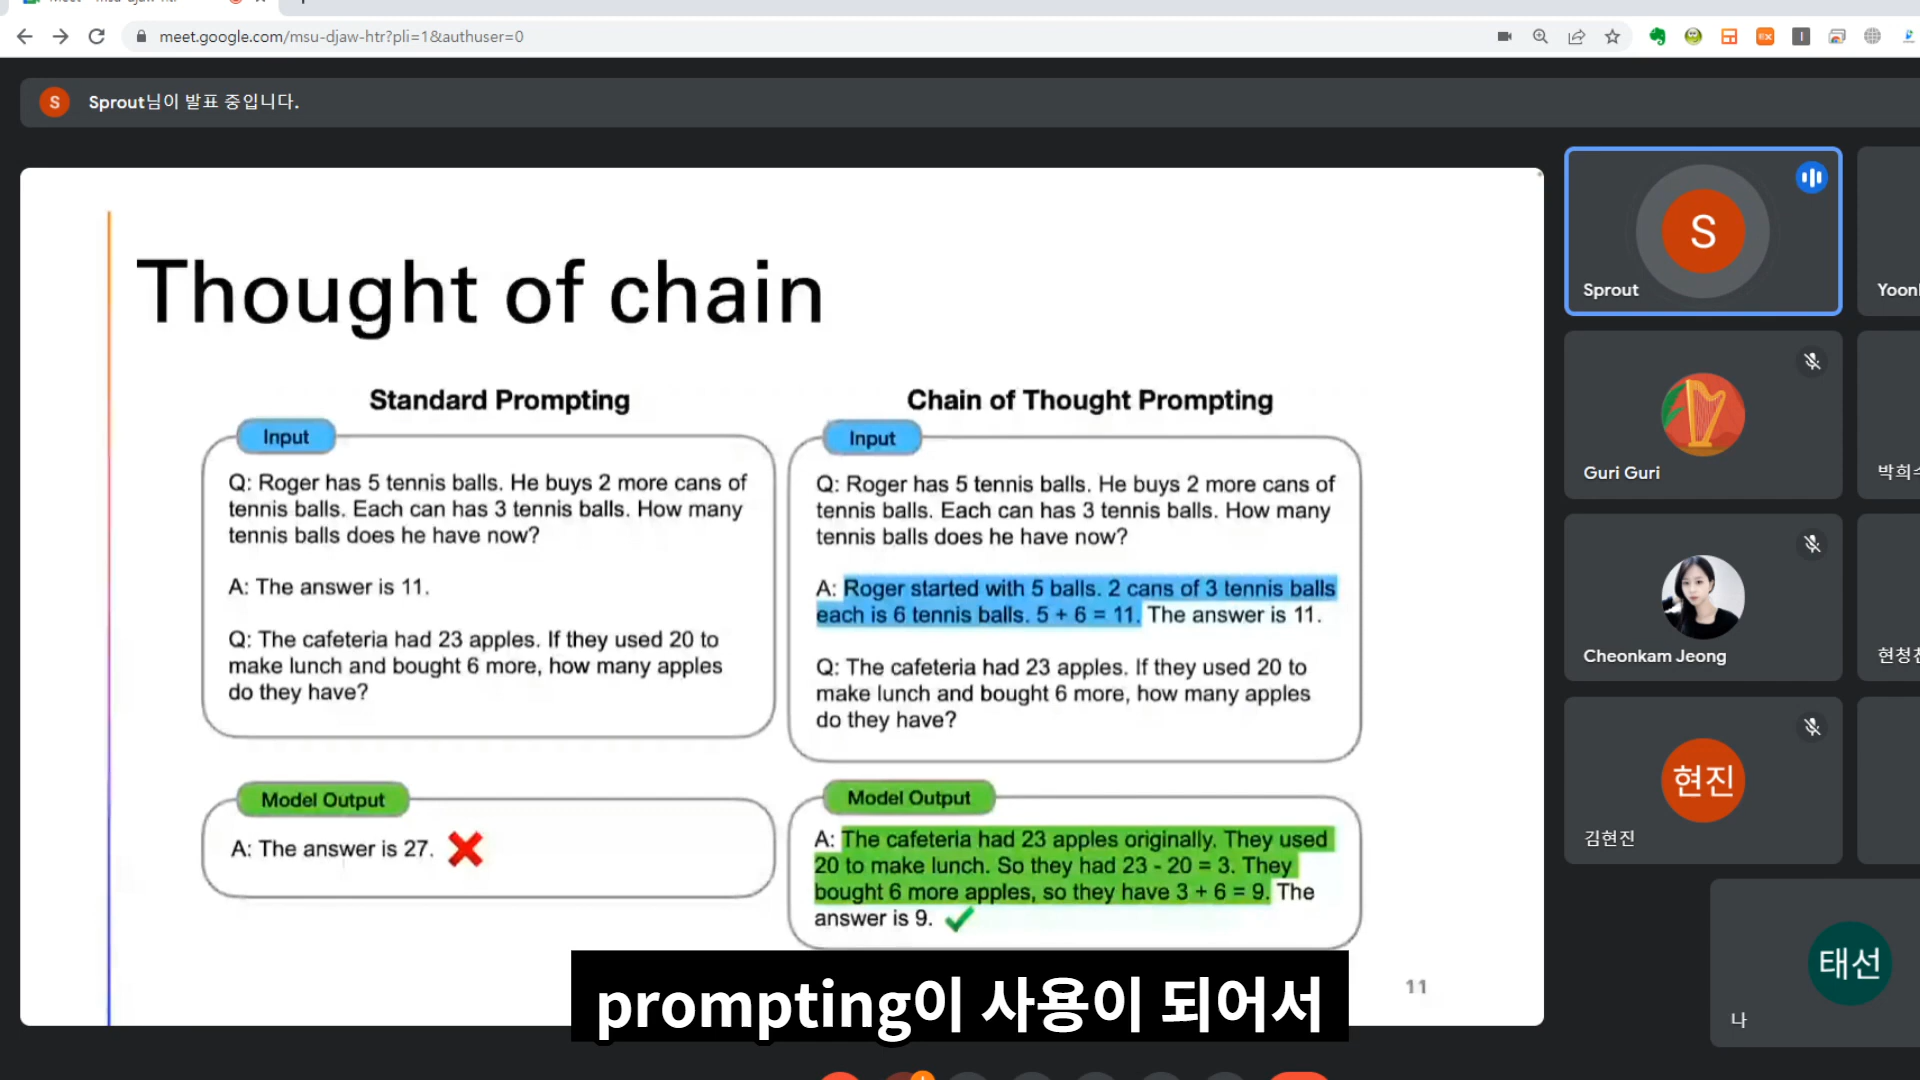 meet.google.com/msu-djaw-htr?pli=1&authuser=0
S
Sprout님이 발표 중입니다.
Thought of chain
Standard Prompting
Input
Q: Roger has 5 tennis balls. He buys 2 more cans of
tennis balls. Each can has 3 tennis balls. How many
tennis balls does he have now?
A: The answer is 11.
Q: The cafeteria had 23 apples. If they used 20 to
make lunch and bought 6 more, how many apples
do they have?
Model Output
A: The answer is 27.
Chain of Thought Prompting
Input
Q: Roger has 5 tennis balls. He buys 2 more cans of
tennis balls. Each can has 3 tennis balls. How many
tennis balls does he have now?
A: Roger started with 5 balls. 2 cans of 3 tennis balls
each is 6 tennis balls. 5 + 6 = 11. The answer is 11.
Q: The cafeteria had 23 apples. If they used 20 to
make lunch and bought 6 more, how many apples
do they have?
Model Output
A: The cafeteria had 23 apples originally. They used
20 to make lunch. So they had 23 - 20 = 3. They
bought 6 more apples, so they have 3 + 6 = 9. The
answer is 9.
11
prompting이 사용이 되어서
S
Sprout
Guri Guri
Cheonkam Jeong
현진
김현진
태선
나